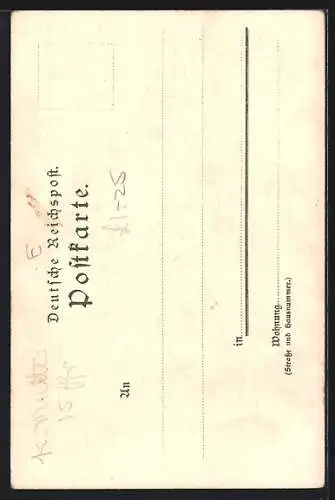 Deutsche Reichspost.
Postkarte.
An
in
Wohnung
(Straße und Hausnummer.)
E